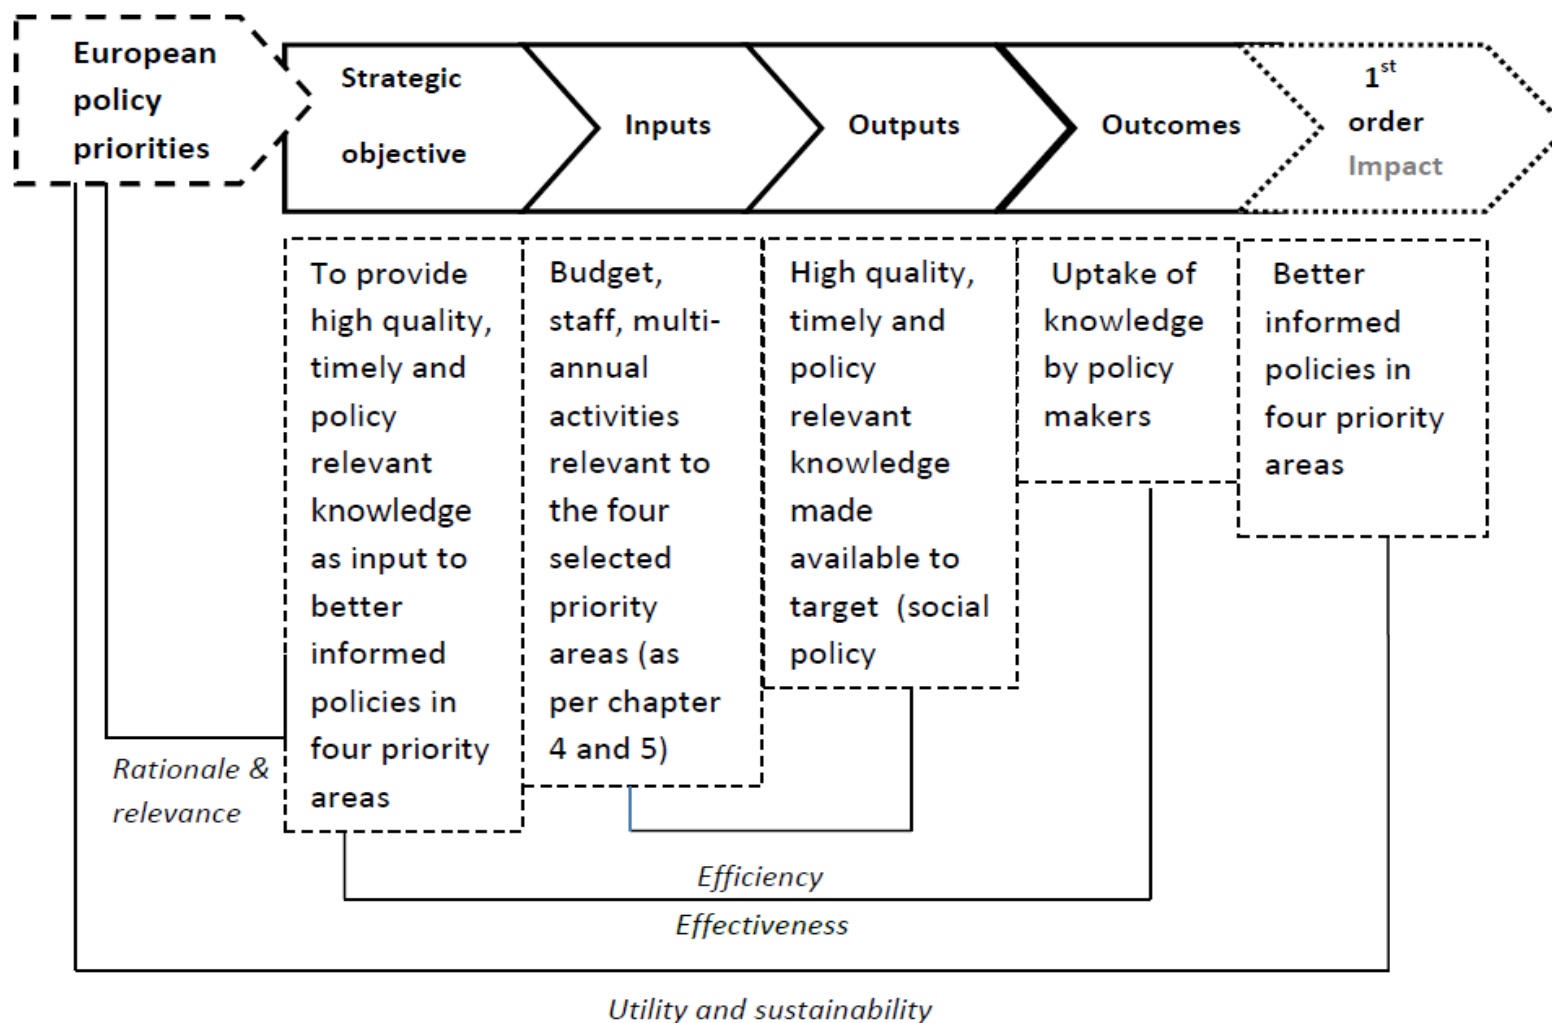 European
policy
priorities
Strategic
objective
Inputs
Outputs
Outcomes
1st
order
Impact
To provide
high quality,
timely and
policy
relevant
knowledge
as input to
better
informed
policies in
four priority
areas
Budget,
staff, multi-
annual
activities
relevant to
the four
selected
priority
areas (as
per chapter
4 and 5)
High quality,
timely and
policy
relevant
knowledge
made
available to
target (social
policy
Uptake of
knowledge
by policy
makers
Better
informed
policies in
four priority
areas
Rationale &
relevance
Efficiency
Effectiveness
Utility and sustainability